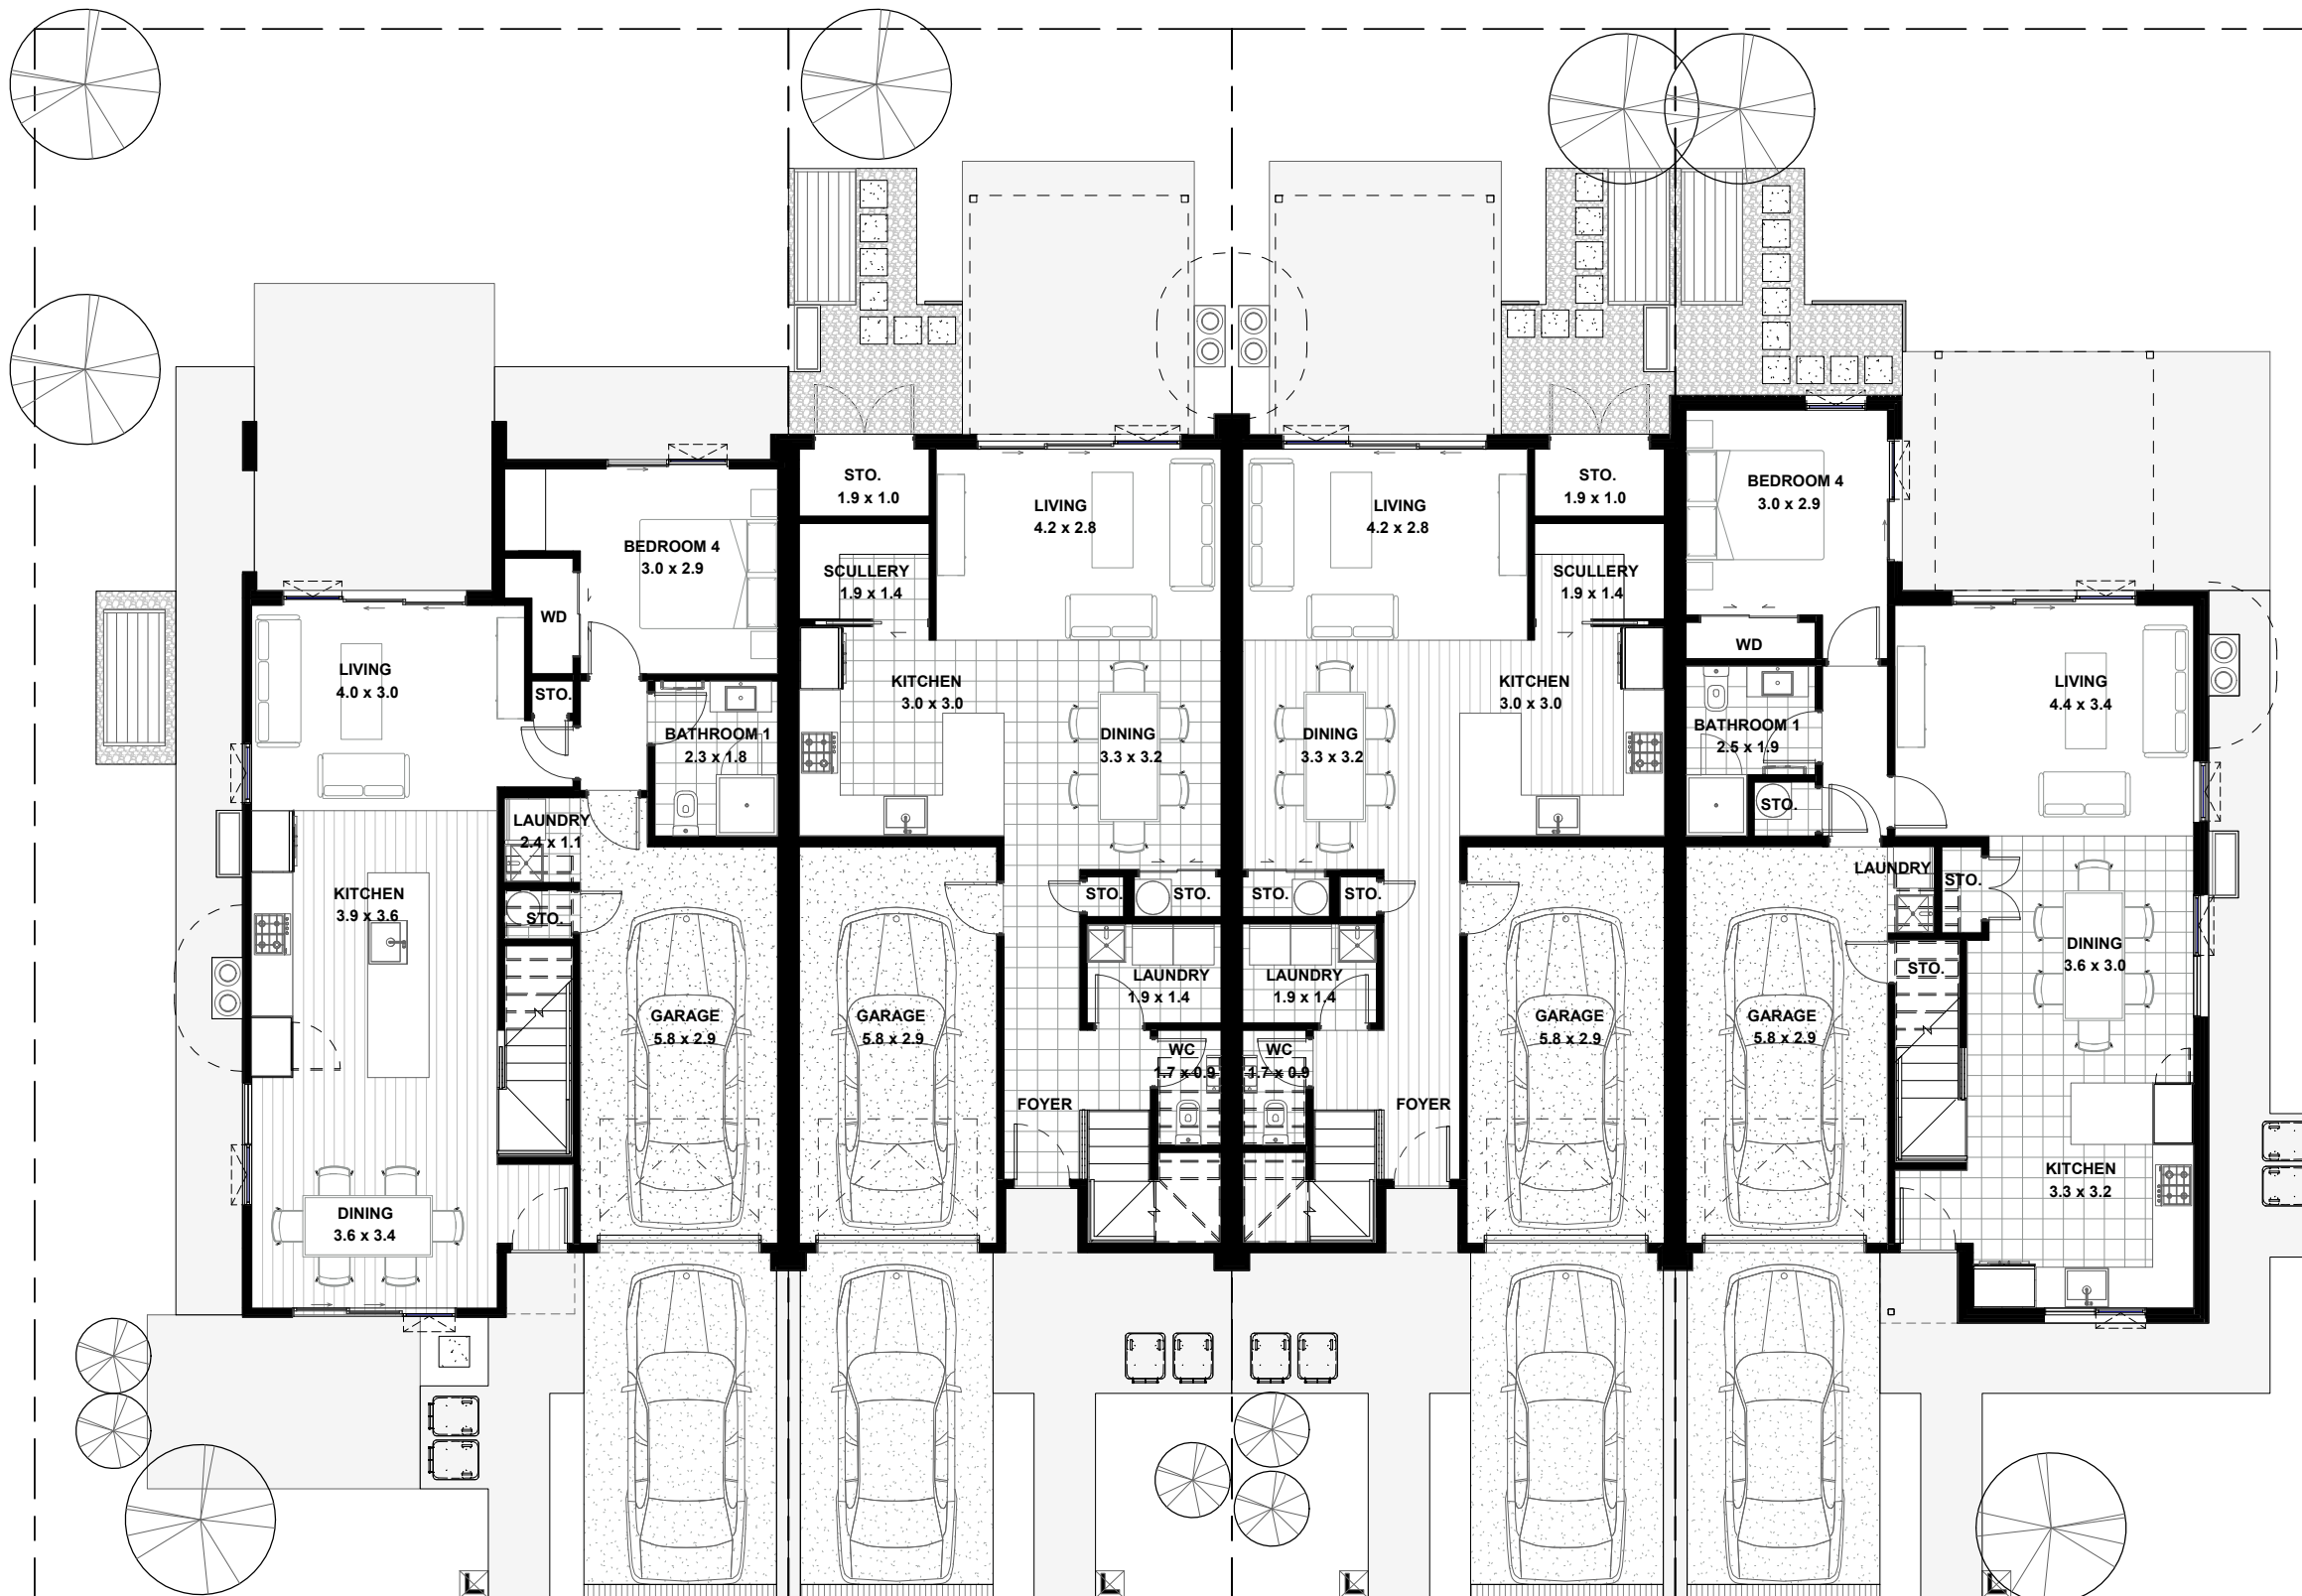 BEDROOM 4
3.0 x 2.9
WD
LIVING
4.0 x 3.0
STO.
BATHROOM 1
2.3 x 1.8
LAUNDRY
2.4 x 1.1
KITCHEN
3.9 x 3.6
STO.
GARAGE
5.8 x 2.9
DINING
3.6 x 3.4
STO.
1.9 x 1.0
LIVING
4.2 x 2.8
SCULLERY
1.9 x 1.4
KITCHEN
3.0 x 3.0
DINING
3.3 x 3.2
STO.
STO.
LAUNDRY
1.9 x 1.4
GARAGE
5.8 x 2.9
WC
1.7 x 0.9
FOYER
LIVING
4.2 x 2.8
STO.
1.9 x 1.0
SCULLERY
1.9 x 1.4
KITCHEN
3.0 x 3.0
DINING
3.3 x 3.2
STO.
STO.
LAUNDRY
1.9 x 1.4
GARAGE
5.8 x 2.9
WC
1.7 x 0.9
FOYER
BEDROOM 4
3.0 x 2.9
WD
LIVING
4.4 x 3.4
BATHROOM 1
2.5 x 1.9
STO.
LAUNDRY
STO.
DINING
3.6 x 3.0
STO.
GARAGE
5.8 x 2.9
KITCHEN
3.3 x 3.2